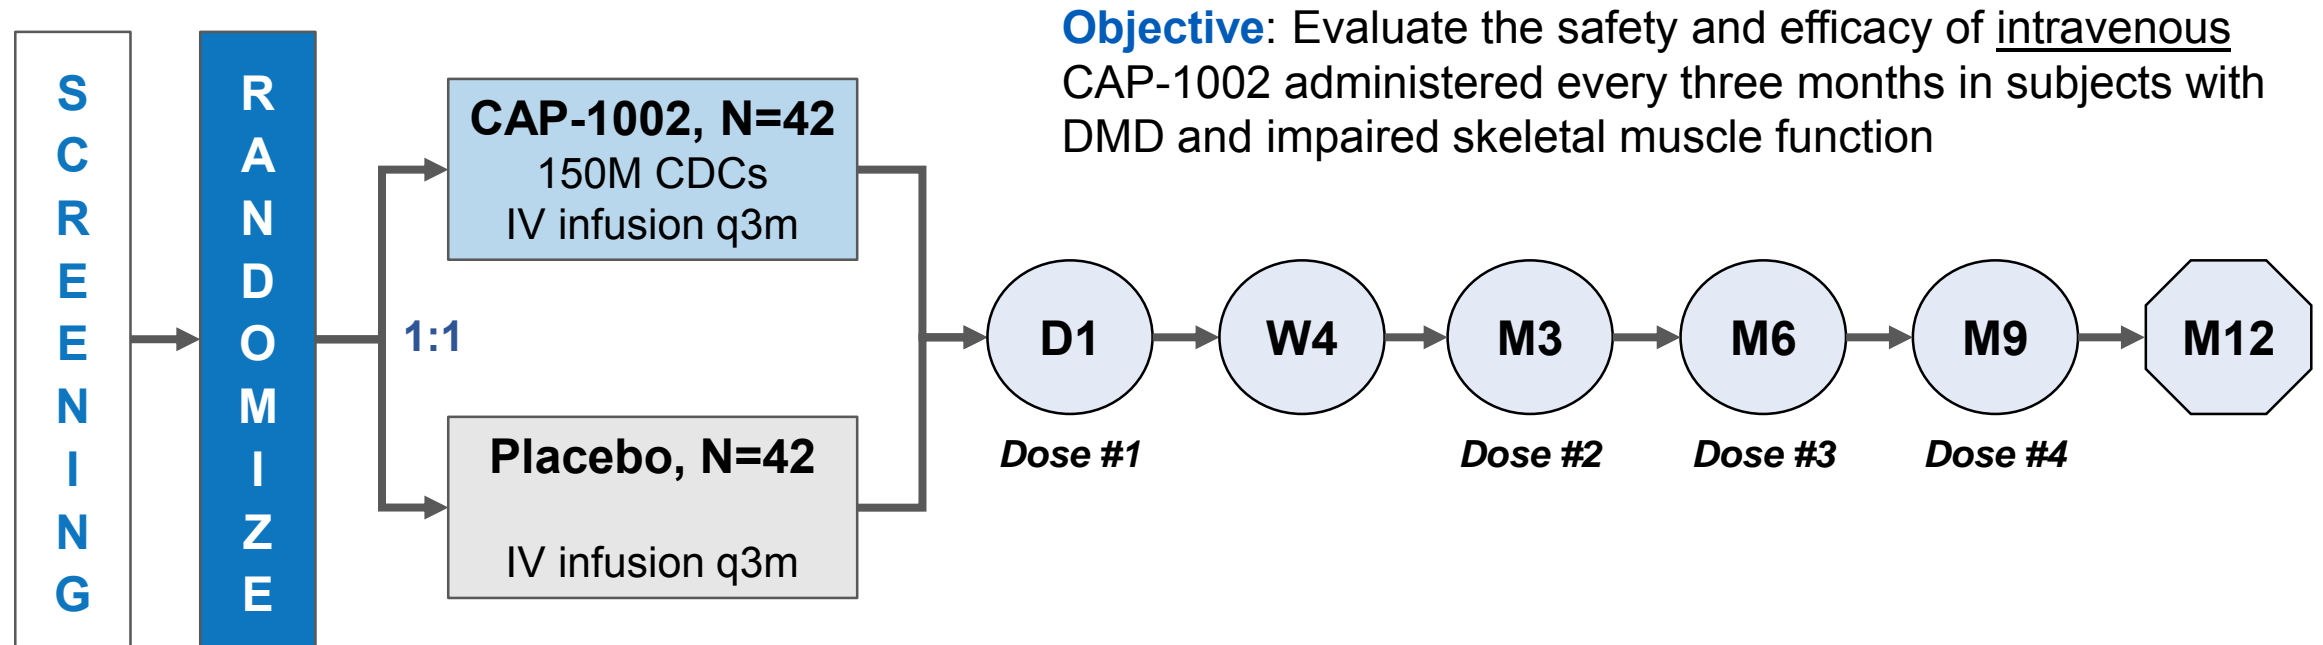 Objective: Evaluate the safety and efficacy of intravenous
CAP-1002 administered every three months in subjects with
DMD and impaired skeletal muscle function
SCREENING
RANDOMIZE
1:1
CAP-1002, N=42
150M CDCs
IV infusion q3m
Placebo, N=42
IV infusion q3m
D1
W4
M3
M6
M9
M12
Dose #1
Dose #2
Dose #3
Dose #4